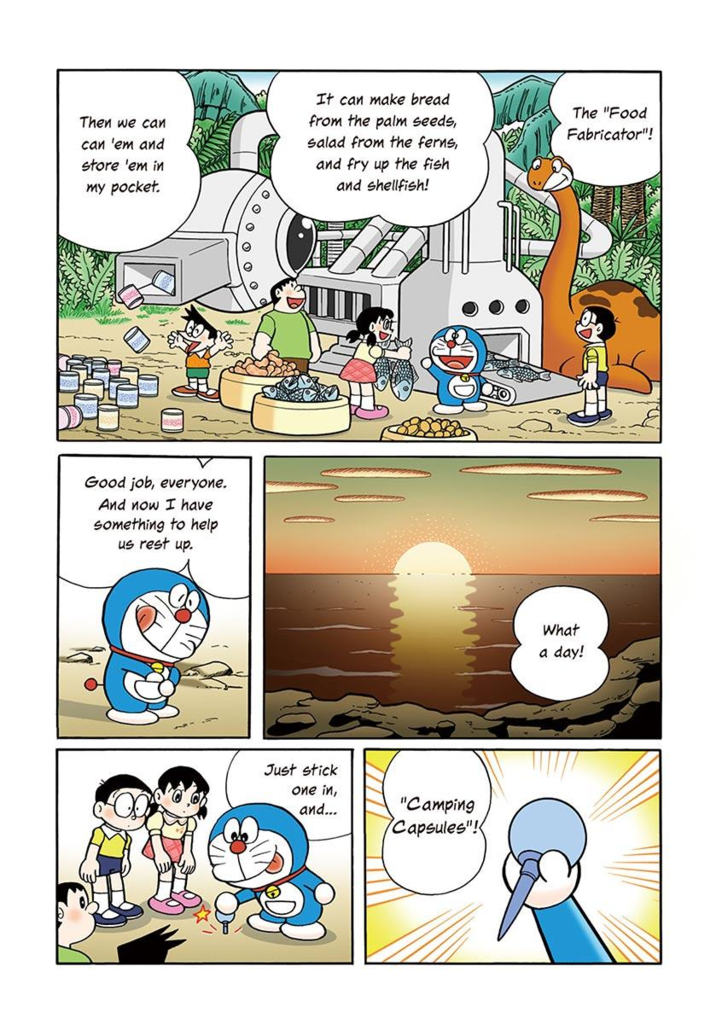 The "Food
Fabricator"!
It can make bread
from the palm seeds,
salad from the ferns,
and fry up the fish
and shellfish!
Then we can
can 'em and
store 'em in
my pocket.
What
a day!
Good job, everyone.
And now I have
something to help
us rest up.
"Camping
Capsules"!
Just stick
one in,
and...